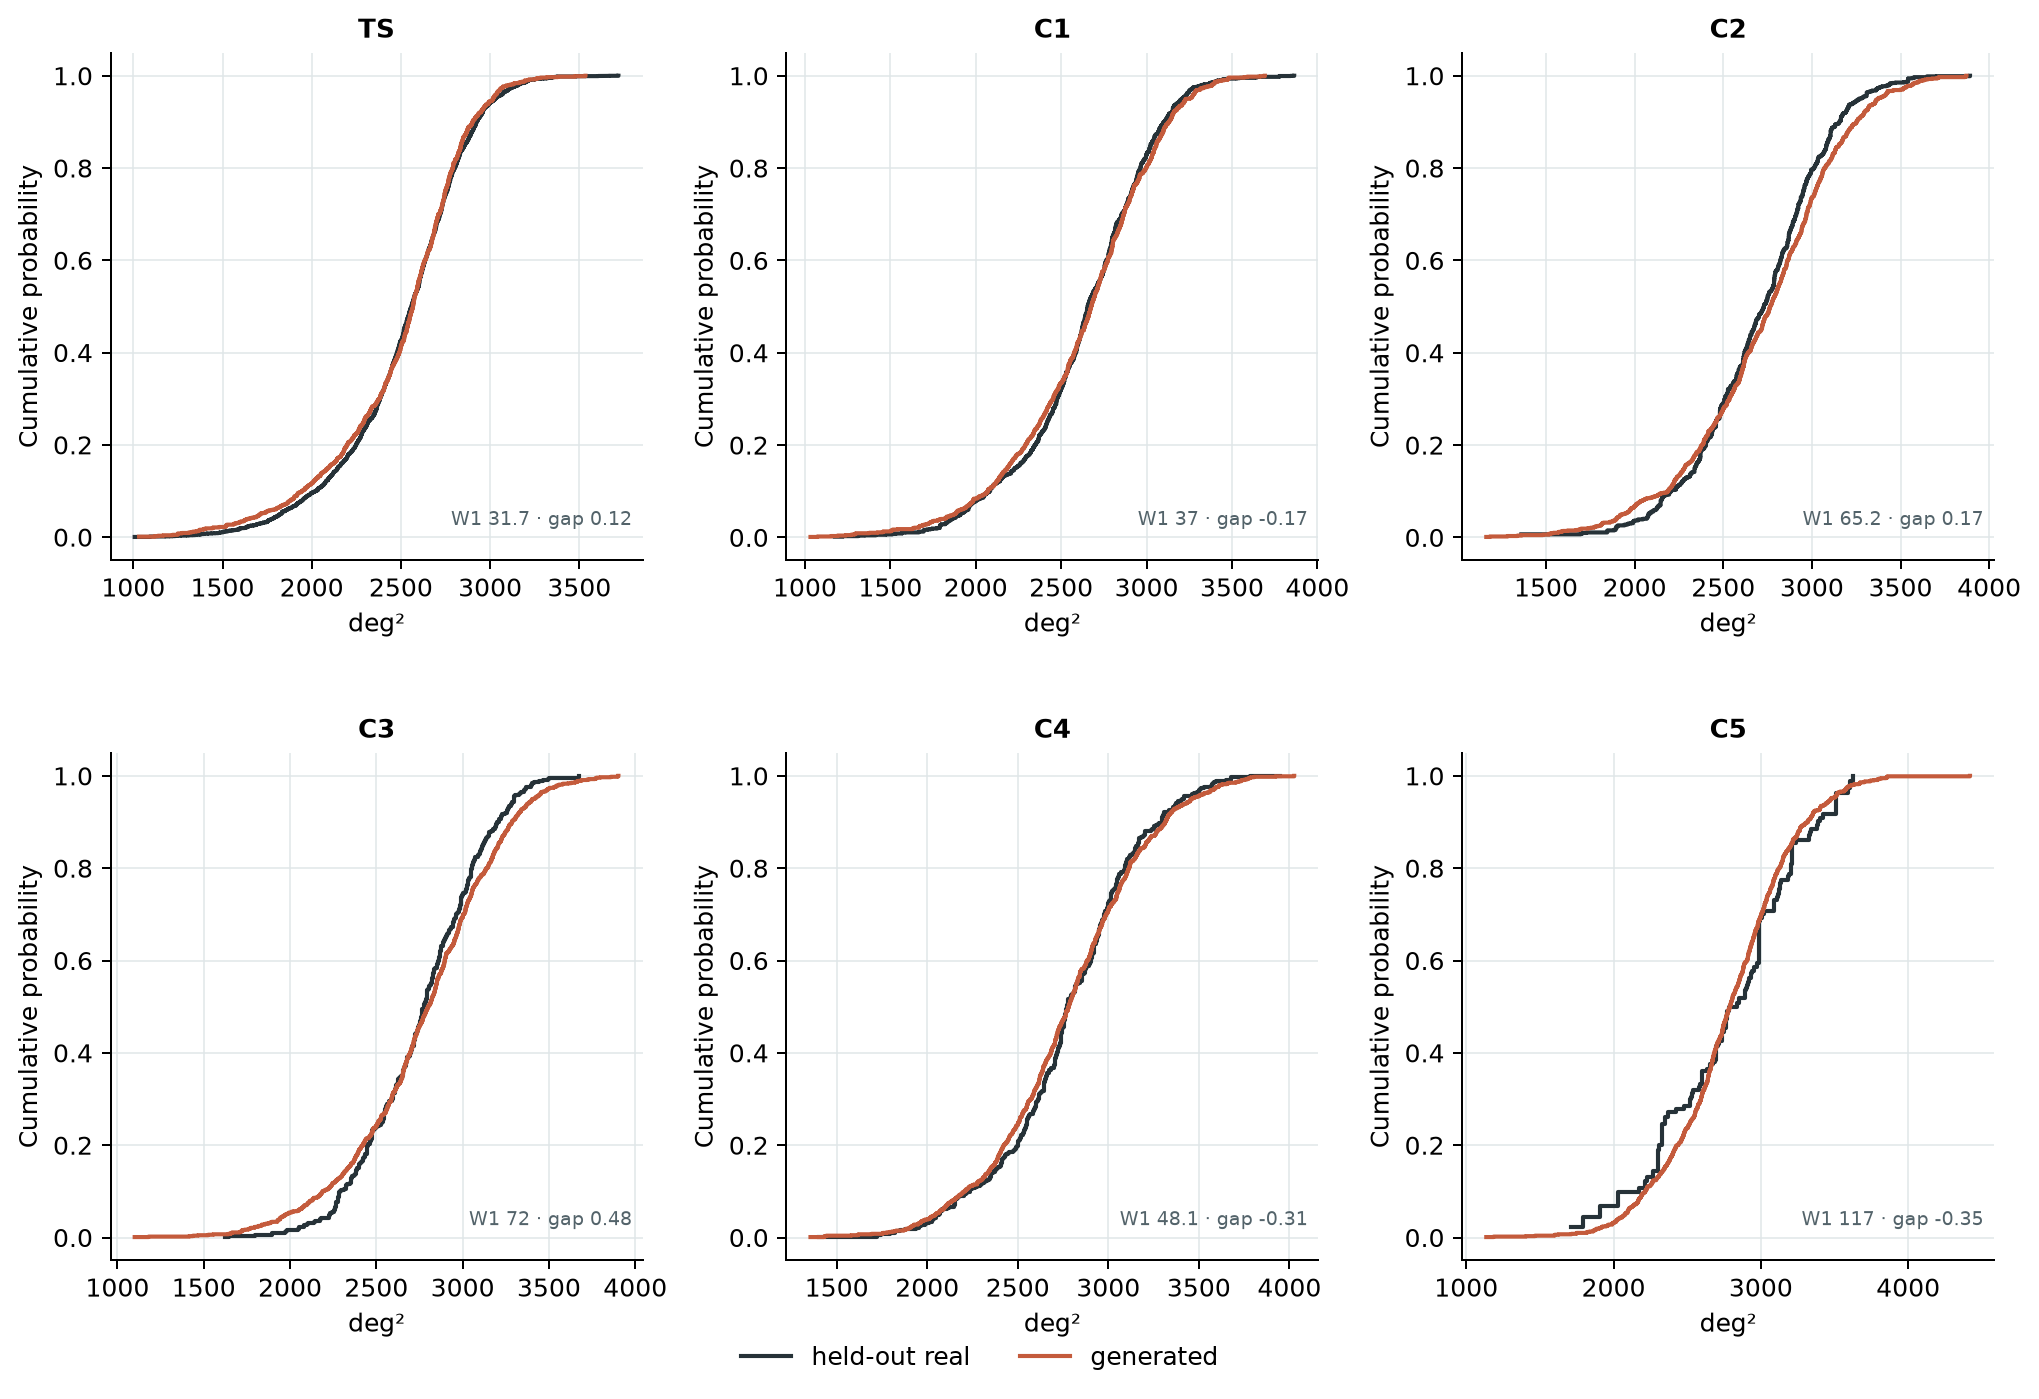 TS
C1
C2
Cumulative probability
1.0
0.8
0.6
0.4
0.2
0.0
W1 31.7 · gap 0.12
1000 1500 2000 2500 3000 3500
deg²
Cumulative probability
1.0
0.8
0.6
0.4
0.2
0.0
W1 37 · gap -0.17
1000 1500 2000 2500 3000 3500 4000
deg²
Cumulative probability
1.0
0.8
0.6
0.4
0.2
0.0
W1 65.2 · gap 0.17
1500 2000 2500 3000 3500 4000
deg²
C3
C4
C5
Cumulative probability
1.0
0.8
0.6
0.4
0.2
0.0
W1 72 · gap 0.48
1000 1500 2000 2500 3000 3500 4000
deg²
Cumulative probability
1.0
0.8
0.6
0.4
0.2
0.0
W1 48.1 · gap -0.31
1500 2000 2500 3000 3500 4000
deg²
Cumulative probability
1.0
0.8
0.6
0.4
0.2
0.0
W1 117 · gap -0.35
1000 2000 3000 4000
deg²
held-out real
generated